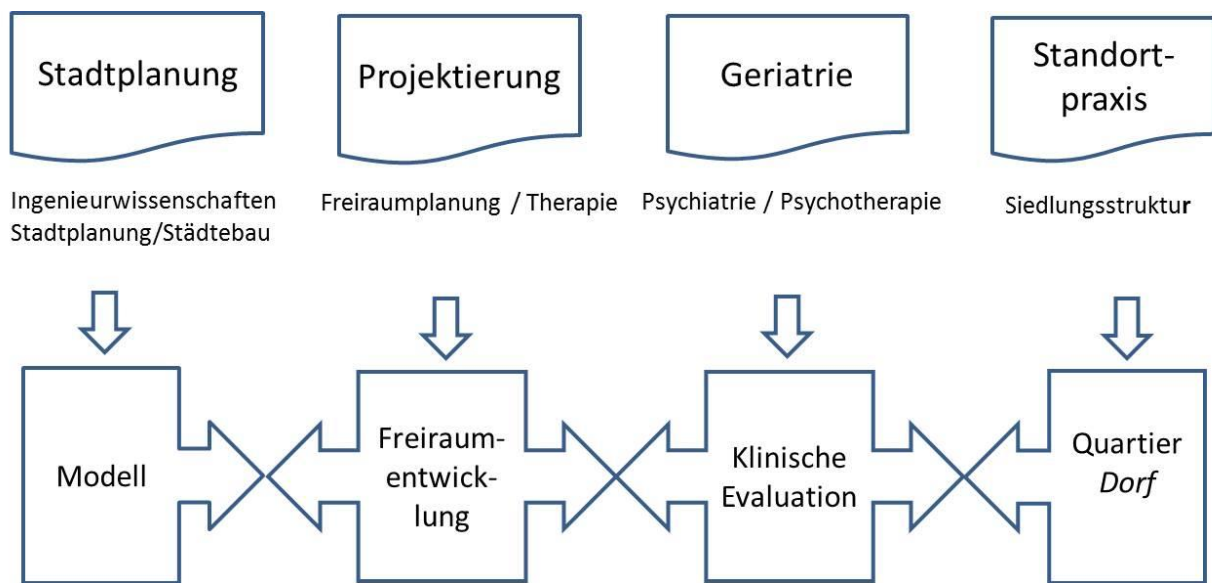 Stadtplanung
Projektierung
Geriatrie
Standort-
praxis
Ingenieurwissenschaften
Stadtplanung/Städtebau
Freiraumplanung / Therapie
Psychiatrie / Psychotherapie
Siedlungsstruktur
Modell
Freiraum-
entwick-
lung
Klinische
Evaluation
Quartier
Dorf